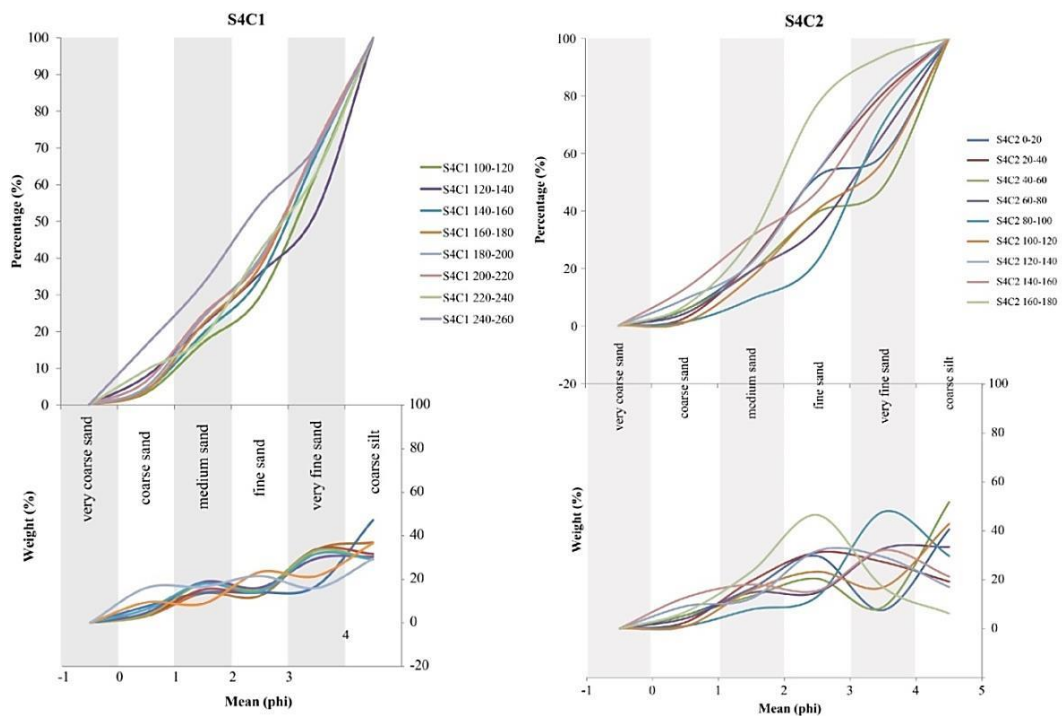 S4C1
100
90
80
70
60
50
40
30
20
10
0
Percentage (%)
very coarse sand
coarse sand
medium sand
fine sand
very fine sand
coarse silt
S4C1 100-120
S4C1 120-140
S4C1 140-160
S4C1 160-180
S4C1 180-200
S4C1 200-220
S4C1 220-240
S4C1 240-260
100
80
60
40
20
0
-20
Weight (%)
4
-1 0 1 2 3 4 5
Mean (phi)
S4C2
100
80
60
40
20
0
-20
Percentage (%)
very coarse sand
coarse sand
medium sand
fine sand
very fine sand
coarse silt
S4C2 0-20
S4C2 20-40
S4C2 40-60
S4C2 60-80
S4C2 80-100
S4C2 100-120
S4C2 120-140
S4C2 140-160
S4C2 160-180
100
80
60
40
20
0
Weight (%)
-1 0 1 2 3 4 5
Mean (phi)